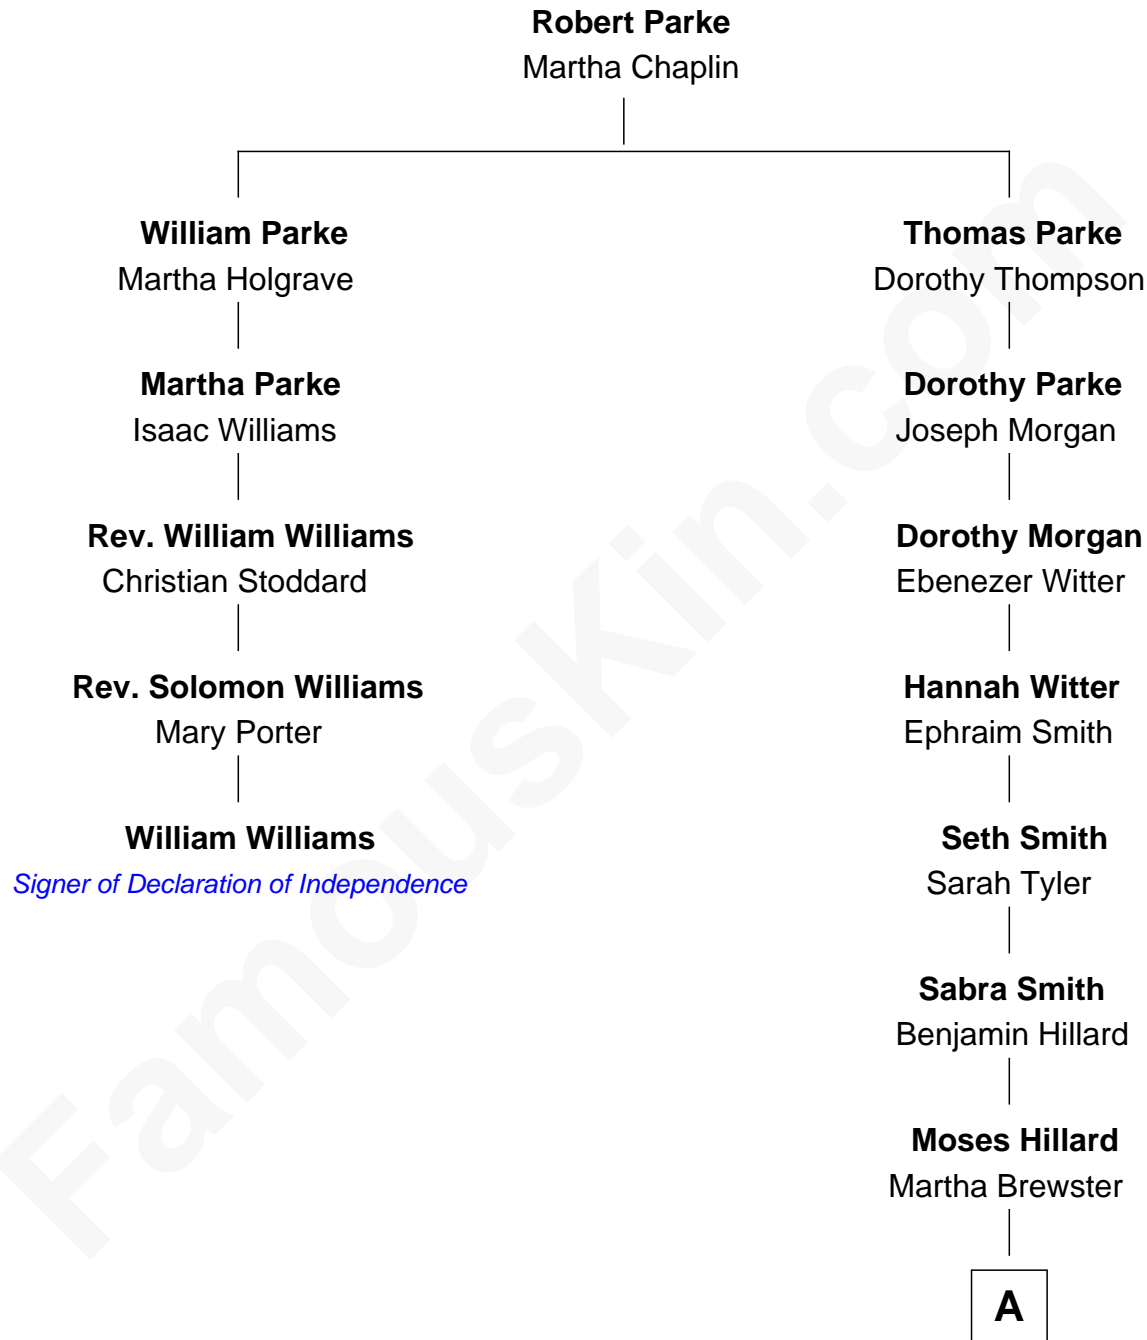 Robert Parke
Martha Chaplin
William Parke
Martha Holgrave
Thomas Parke
Dorothy Thompson
Martha Parke
Isaac Williams
Dorothy Parke
Joseph Morgan
Rev. William Williams
Christian Stoddard
Dorothy Morgan
Ebenezer Witter
Rev. Solomon Williams
Mary Porter
Hannah Witter
Ephraim Smith
William Williams
Signer of Declaration of Independence
Seth Smith
Sarah Tyler
Sabra Smith
Benjamin Hillard
Moses Hillard
Martha Brewster
A
FamousKin.com